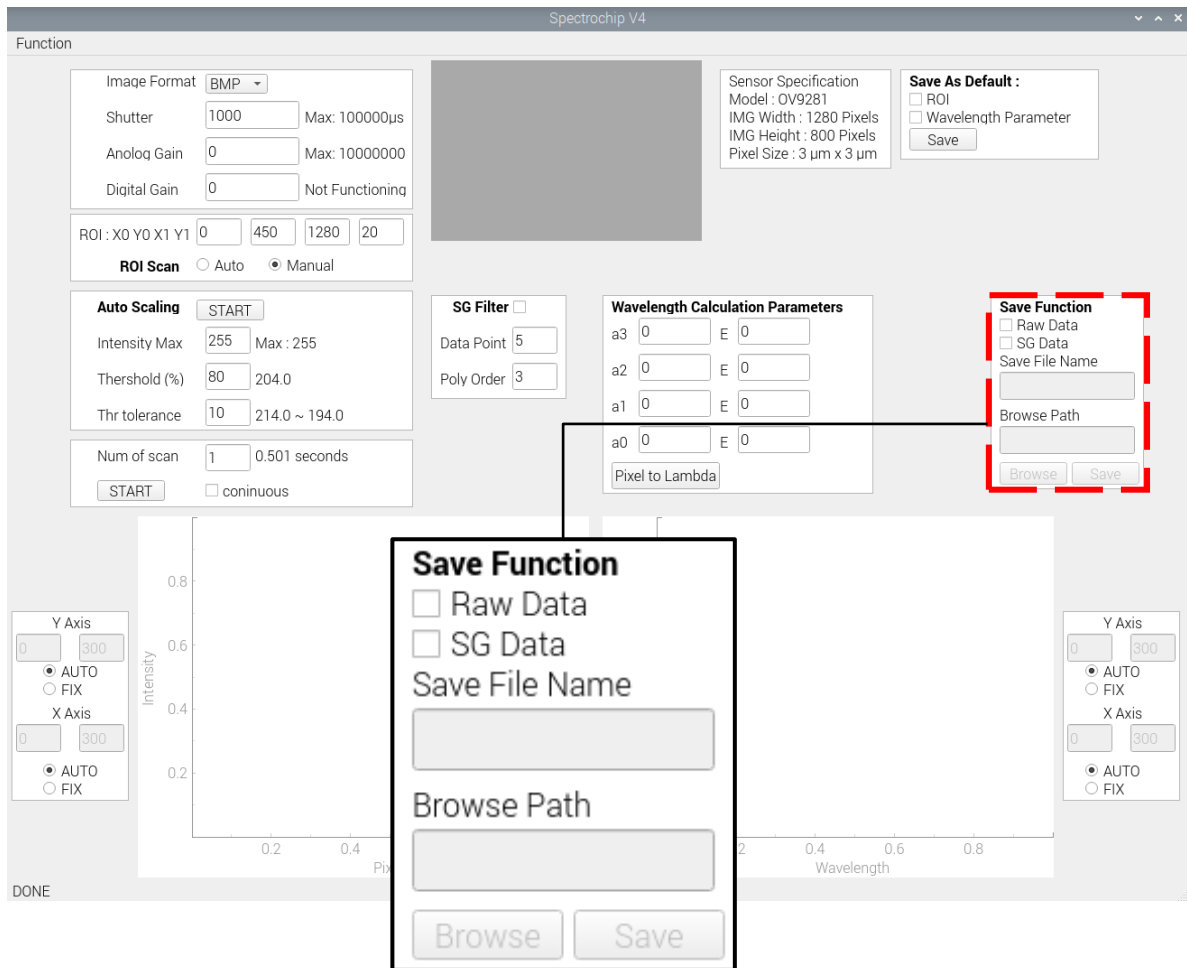 Spectrochip V4
Function
Image Format BMP
Shutter 1000 Max: 100000µs
Anolog Gain 0 Max: 10000000
Digital Gain 0 Not Functioning
ROI : X0 Y0 X1 Y1 0 450 1280 20
ROI Scan Auto Manual
Sensor Specification
Model : OV9281
IMG Width : 1280 Pixels
IMG Height : 800 Pixels
Pixel Size : 3 µm x 3 µm
Save As Default :
ROI
Wavelength Parameter
Save
Auto Scaling START
Intensity Max 255 Max : 255
Thershold (%) 80 204.0
Thr tolerance 10 214.0 ~ 194.0
Num of scan 1 0.501 seconds
START coninuous
SG Filter
Data Point 5
Poly Order 3
Wavelength Calculation Parameters
a3 0 E 0
a2 0 E 0
a1 0 E 0
a0 0 E 0
Pixel to Lambda
Save Function
Raw Data
SG Data
Save File Name
Browse Path
Browse Save
Y Axis
0 300
AUTO
FIX
X Axis
0 300
AUTO
FIX
Intensity
0.8
0.6
0.4
0.2
0.2 0.4
Pix
Save Function
Raw Data
SG Data
Save File Name
Browse Path
Browse Save
2 0.4 0.6 0.8
Wavelength
Y Axis
0 300
AUTO
FIX
X Axis
0 300
AUTO
FIX
DONE